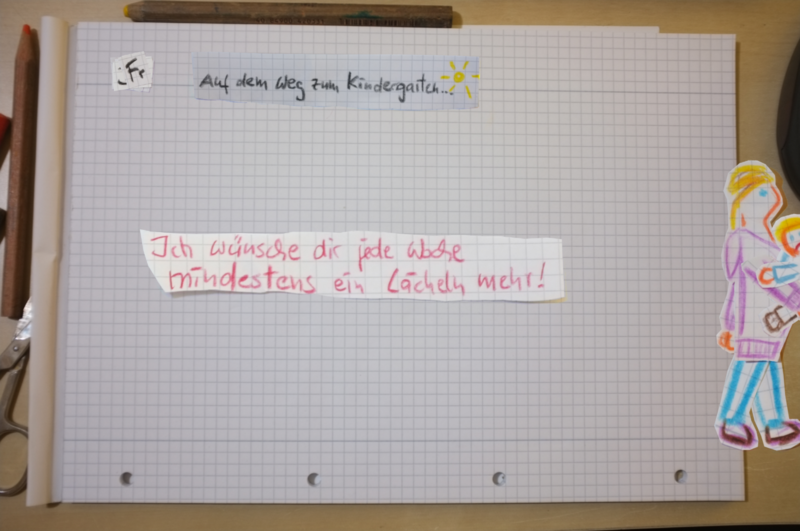 :Fr
Auf dem Weg zum Kindergarten...
Ich wünsche dir jede Woche
mindestens ein Lächeln mehr!